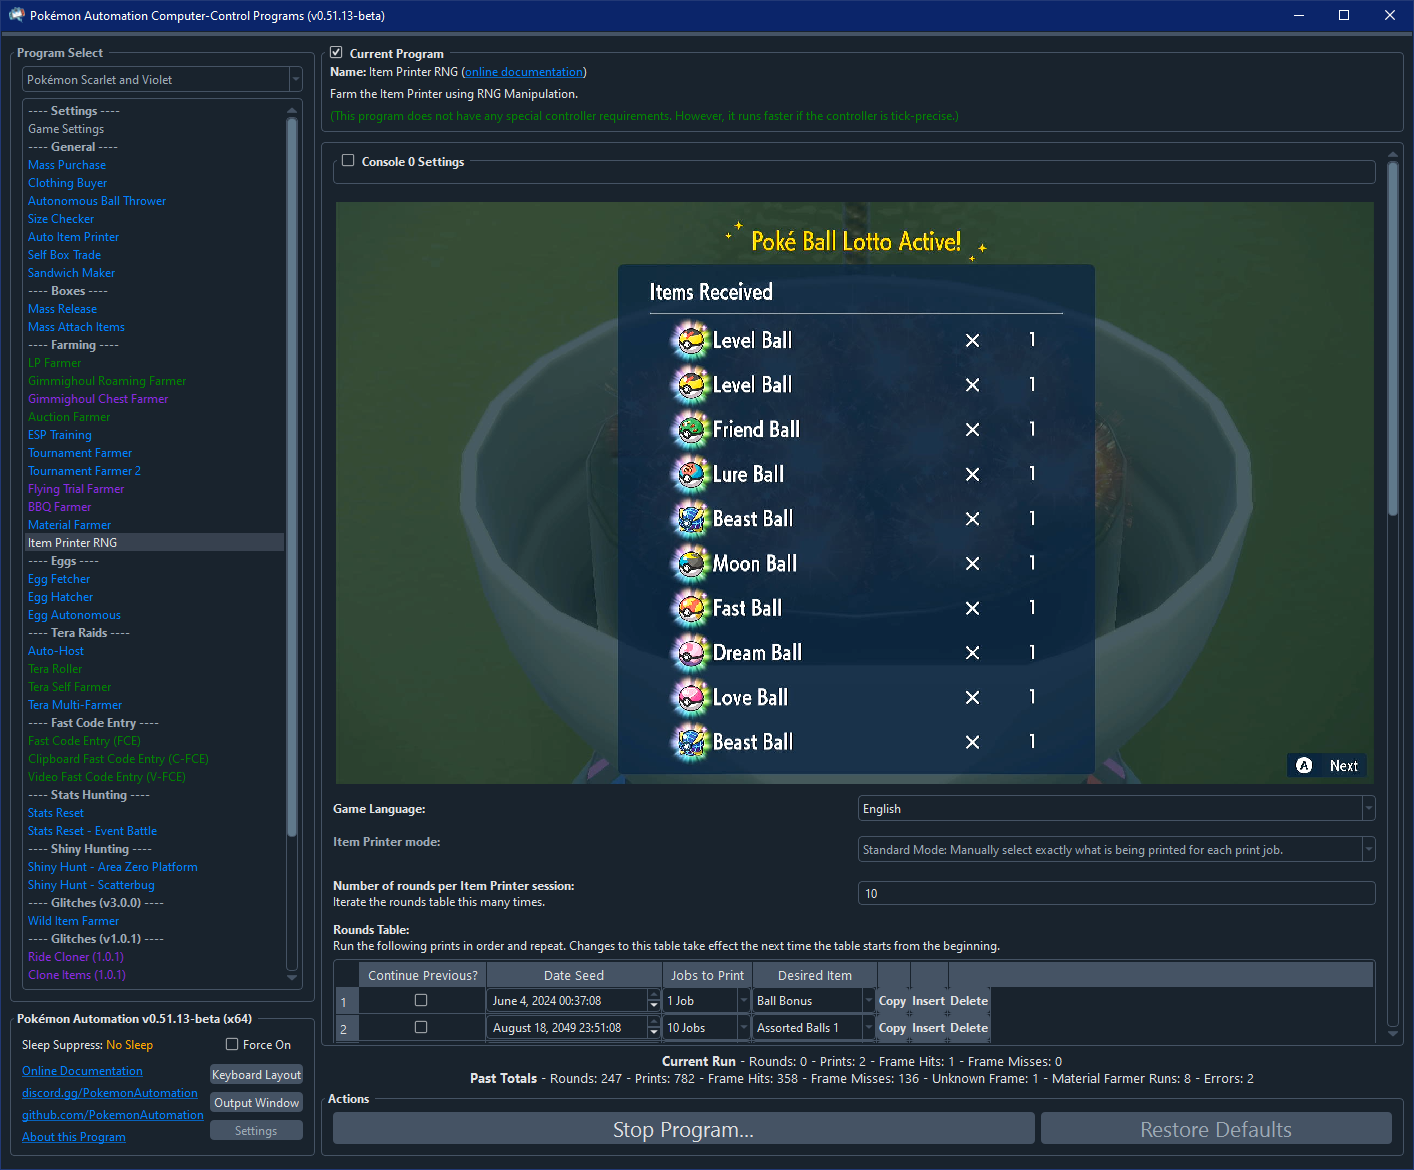 Pokémon Automation Computer-Control Programs (v0.51.13-beta)
Program Select
Pokémon Scarlet and Violet
---- Settings ----
Game Settings
---- General ----
Mass Purchase
Clothing Buyer
Autonomous Ball Thrower
Size Checker
Auto Item Printer
Self Box Trade
Sandwich Maker
---- Boxes ----
Mass Release
Mass Attach Items
---- Farming ----
LP Farmer
Gimmighoul Roaming Farmer
Gimmighoul Chest Farmer
Auction Farmer
ESP Training
Tournament Farmer
Tournament Farmer 2
Flying Trial Farmer
BBQ Farmer
Material Farmer
Item Printer RNG
---- Eggs ----
Egg Fetcher
Egg Hatcher
Egg Autonomous
---- Tera Raids ----
Auto-Host
Tera Roller
Tera Self Farmer
Tera Multi-Farmer
---- Fast Code Entry ----
Fast Code Entry (FCE)
Clipboard Fast Code Entry (C-FCE)
Video Fast Code Entry (V-FCE)
---- Stats Hunting ----
Stats Reset
Stats Reset - Event Battle
---- Shiny Hunting ----
Shiny Hunt - Area Zero Platform
Shiny Hunt - Scatterbug
---- Glitches (v3.0.0) ----
Wild Item Farmer
---- Glitches (v1.0.1) ----
Ride Cloner (1.0.1)
Clone Items (1.0.1)
Pokémon Automation v0.51.13-beta (x64)
Sleep Suppress: No Sleep
Force On
Online Documentation
Keyboard Layout
discord.gg/PokemonAutomation
Output Window
github.com/PokemonAutomation
Settings
About this Program
Current Program
Name: Item Printer RNG (online documentation)
Farm the Item Printer using RNG Manipulation.
(This program does not have any special controller requirements. However, it runs faster if the controller is tick-precise.)
Console 0 Settings
Poké Ball Lotto Active!
Items Received
Level Ball × 1
Level Ball × 1
Friend Ball × 1
Lure Ball × 1
Beast Ball × 1
Moon Ball × 1
Fast Ball × 1
Dream Ball × 1
Love Ball × 1
Beast Ball × 1
A Next
Game Language: English
Item Printer mode: Standard Mode: Manually select exactly what is being printed for each print job.
Number of rounds per Item Printer session: 10
Iterate the rounds table this many times.
Rounds Table:
Run the following prints in order and repeat. Changes to this table take effect the next time the table starts from the beginning.
Continue Previous? Date Seed Jobs to Print Desired Item
1 June 4, 2024 00:37:08 1 Job Ball Bonus Copy Insert Delete
2 August 18, 2049 23:51:08 10 Jobs Assorted Balls 1 Copy Insert Delete
Current Run - Rounds: 0 - Prints: 2 - Frame Hits: 1 - Frame Misses: 0
Past Totals - Rounds: 247 - Prints: 782 - Frame Hits: 358 - Frame Misses: 136 - Unknown Frame: 1 - Material Farmer Runs: 8 - Errors: 2
Actions
Stop Program...
Restore Defaults